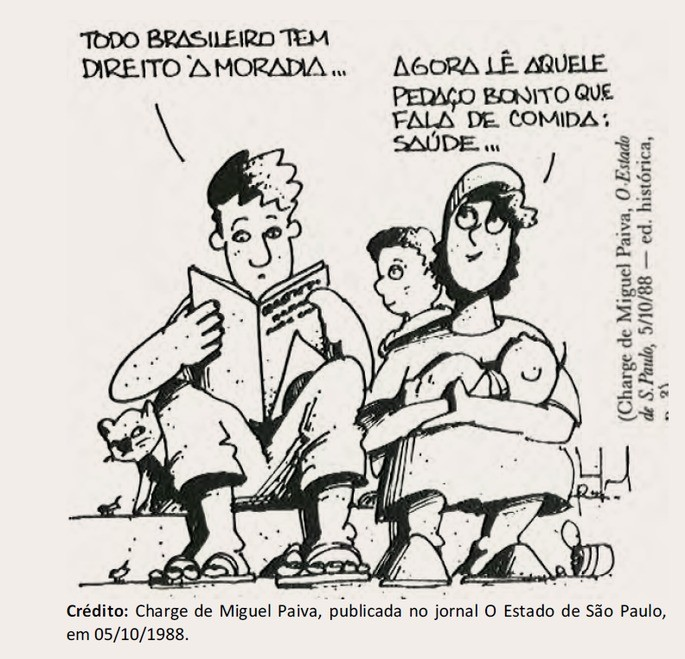 TODO BRASILEIRO TEM
DIREITO À MORADIA...
AGORA LÊ AQUELE
PEDAÇO BONITO QUE
FALA DE COMIDA:
SAÚDE...
(Charge de Miguel Paiva, O Estado
de S. Paulo, 5/10/88 — ed. histórica,
Crédito: Charge de Miguel Paiva, publicada no jornal O Estado de São Paulo,
em 05/10/1988.